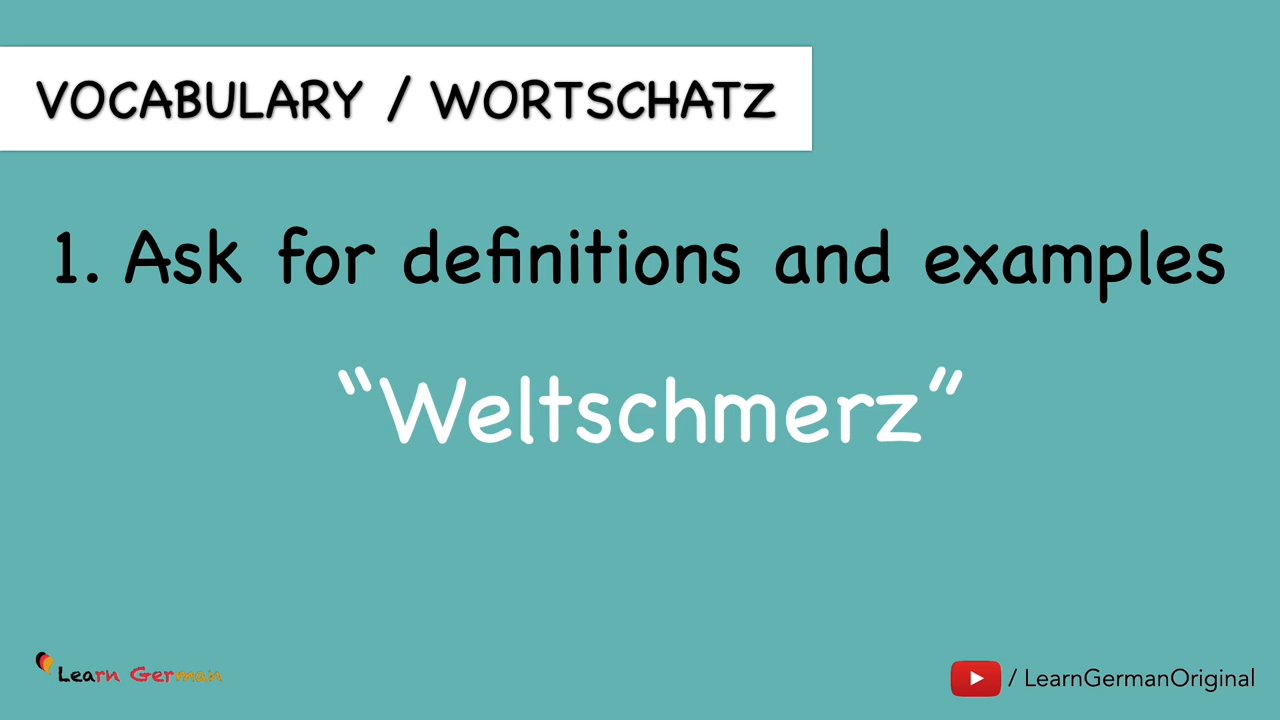 VOCABULARY / WORTSCHATZ
1. Ask for definitions and examples
“Weltschmerz”
Learn German
/ LearnGermanOriginal